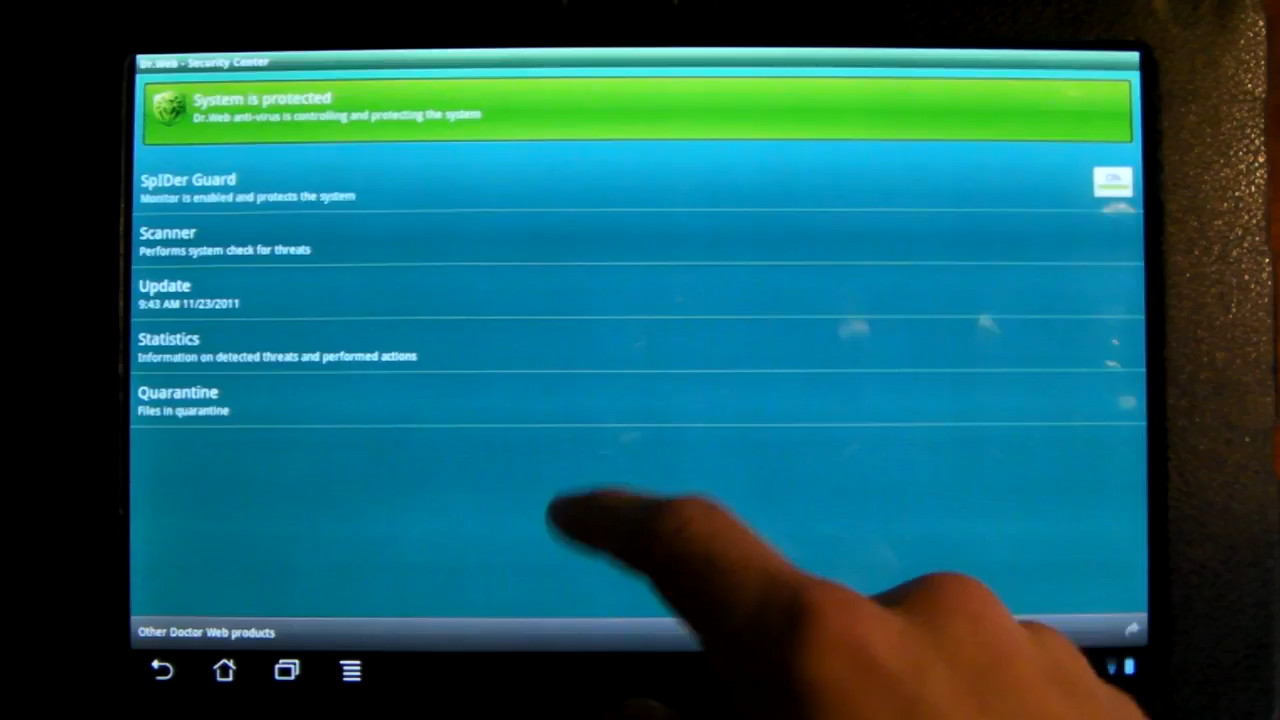 Dr.Web - Security Center
System is protected
Dr.Web anti-virus is controlling and protecting the system
SpIDer Guard
Monitor is enabled and protects the system
Scanner
Performs system check for threats
Update
9:43 AM 11/23/2011
Statistics
Information on detected threats and performed actions
Quarantine
Files in quarantine
Other Doctor Web products